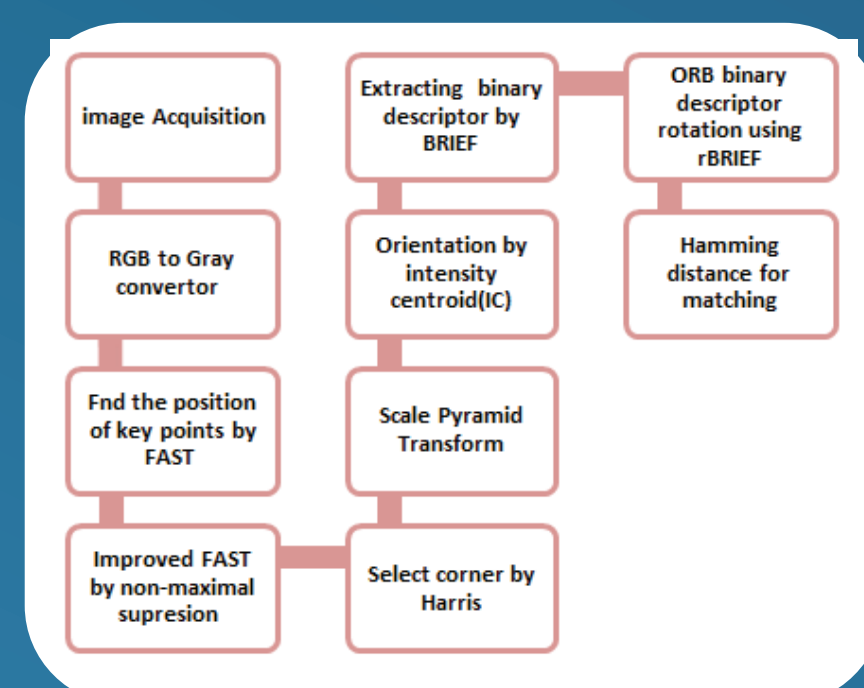 image Acquisition
RGB to Gray
convertor
Fnd the position
of key points by
FAST
Improved FAST
by non-maximal
supresion
Select corner by
Harris
Scale Pyramid
Transform
Orientation by
intensity
centroid(IC)
Extracting binary
descriptor by
BRIEF
ORB binary
descriptor
rotation using
rBRIEF
Hamming
distance for
matching